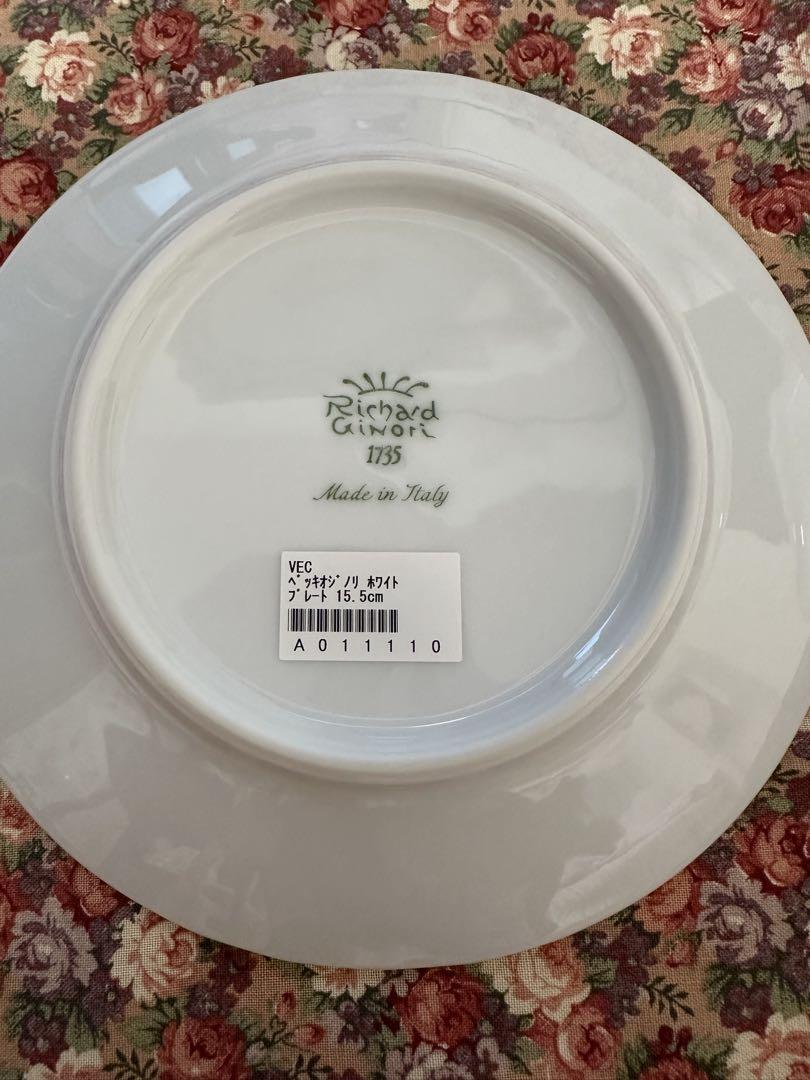 Richard
GINORI
1735
Made in Italy
VEC
ﾍﾞｯｷｵｼﾞﾉﾘ ﾎﾜｲﾄ
ﾌﾟﾚｰﾄ 15.5cm
A011110